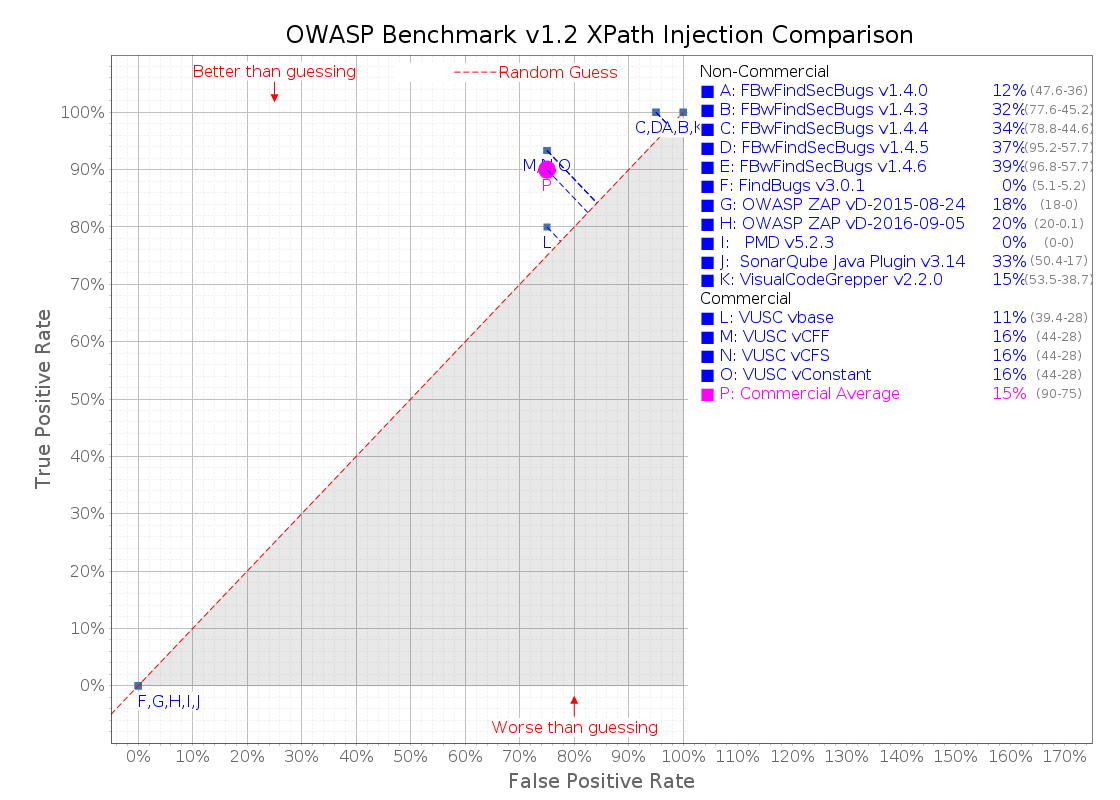 OWASP Benchmark v1.2 XPath Injection Comparison
Better than guessing
Random Guess
Non-Commercial
A: FBwFindSecBugs v1.4.0 12% (47.6-36)
B: FBwFindSecBugs v1.4.3 32% (77.6-45.2)
C: FBwFindSecBugs v1.4.4 34% (78.8-44.6)
D: FBwFindSecBugs v1.4.5 37% (95.2-57.7)
E: FBwFindSecBugs v1.4.6 39% (96.8-57.7)
F: FindBugs v3.0.1 0% (5.1-5.2)
G: OWASP ZAP vD-2015-08-24 18% (18-0)
H: OWASP ZAP vD-2016-09-05 20% (20-0.1)
I: PMD v5.2.3 0% (0-0)
J: SonarQube Java Plugin v3.14 33% (50.4-17)
K: VisualCodeGrepper v2.2.0 15% (53.5-38.7)
Commercial
L: VUSC vbase 11% (39.4-28)
M: VUSC vCFF 16% (44-28)
N: VUSC vCFS 16% (44-28)
O: VUSC vConstant 16% (44-28)
P: Commercial Average 15% (90-75)
True Positive Rate
100%
90%
80%
70%
60%
50%
40%
30%
20%
10%
0%
C,D
A,B,K
M,N,O
P
L
F,G,H,I,J
Worse than guessing
0% 10% 20% 30% 40% 50% 60% 70% 80% 90% 100% 110% 120% 130% 140% 150% 160% 170%
False Positive Rate